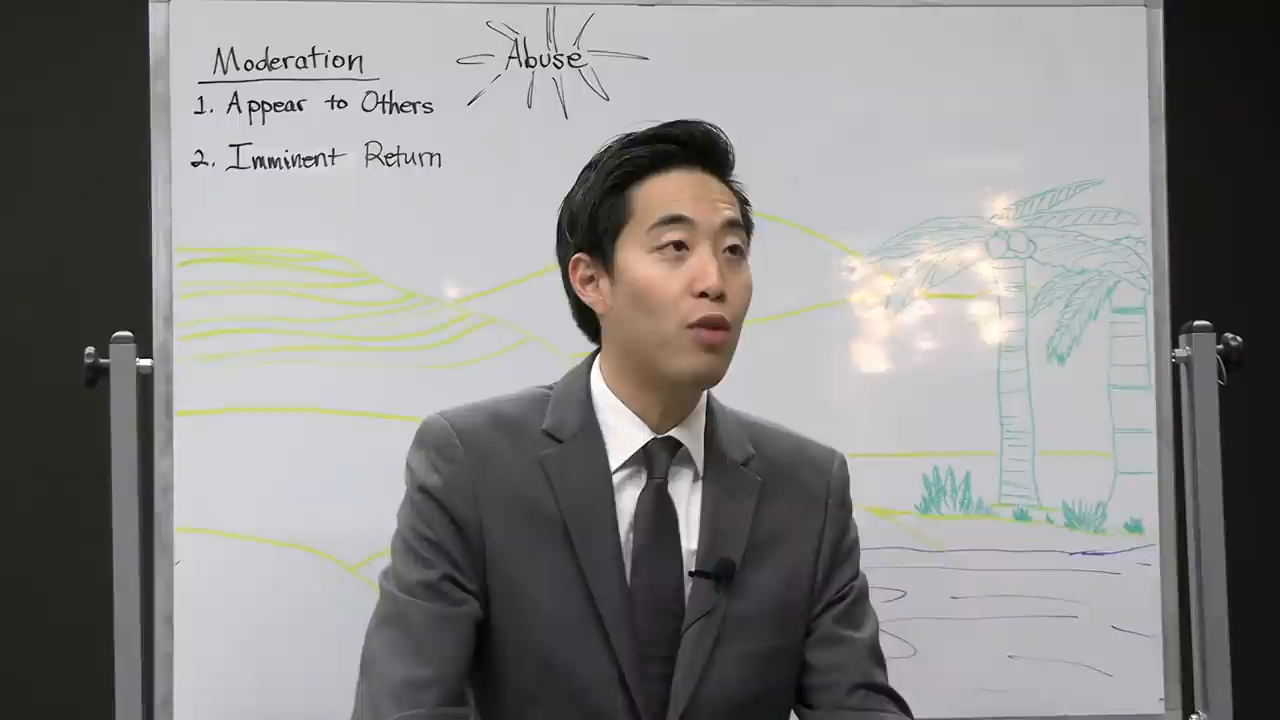 Moderation
Abuse
1. Appear to Others
2. Imminent Return